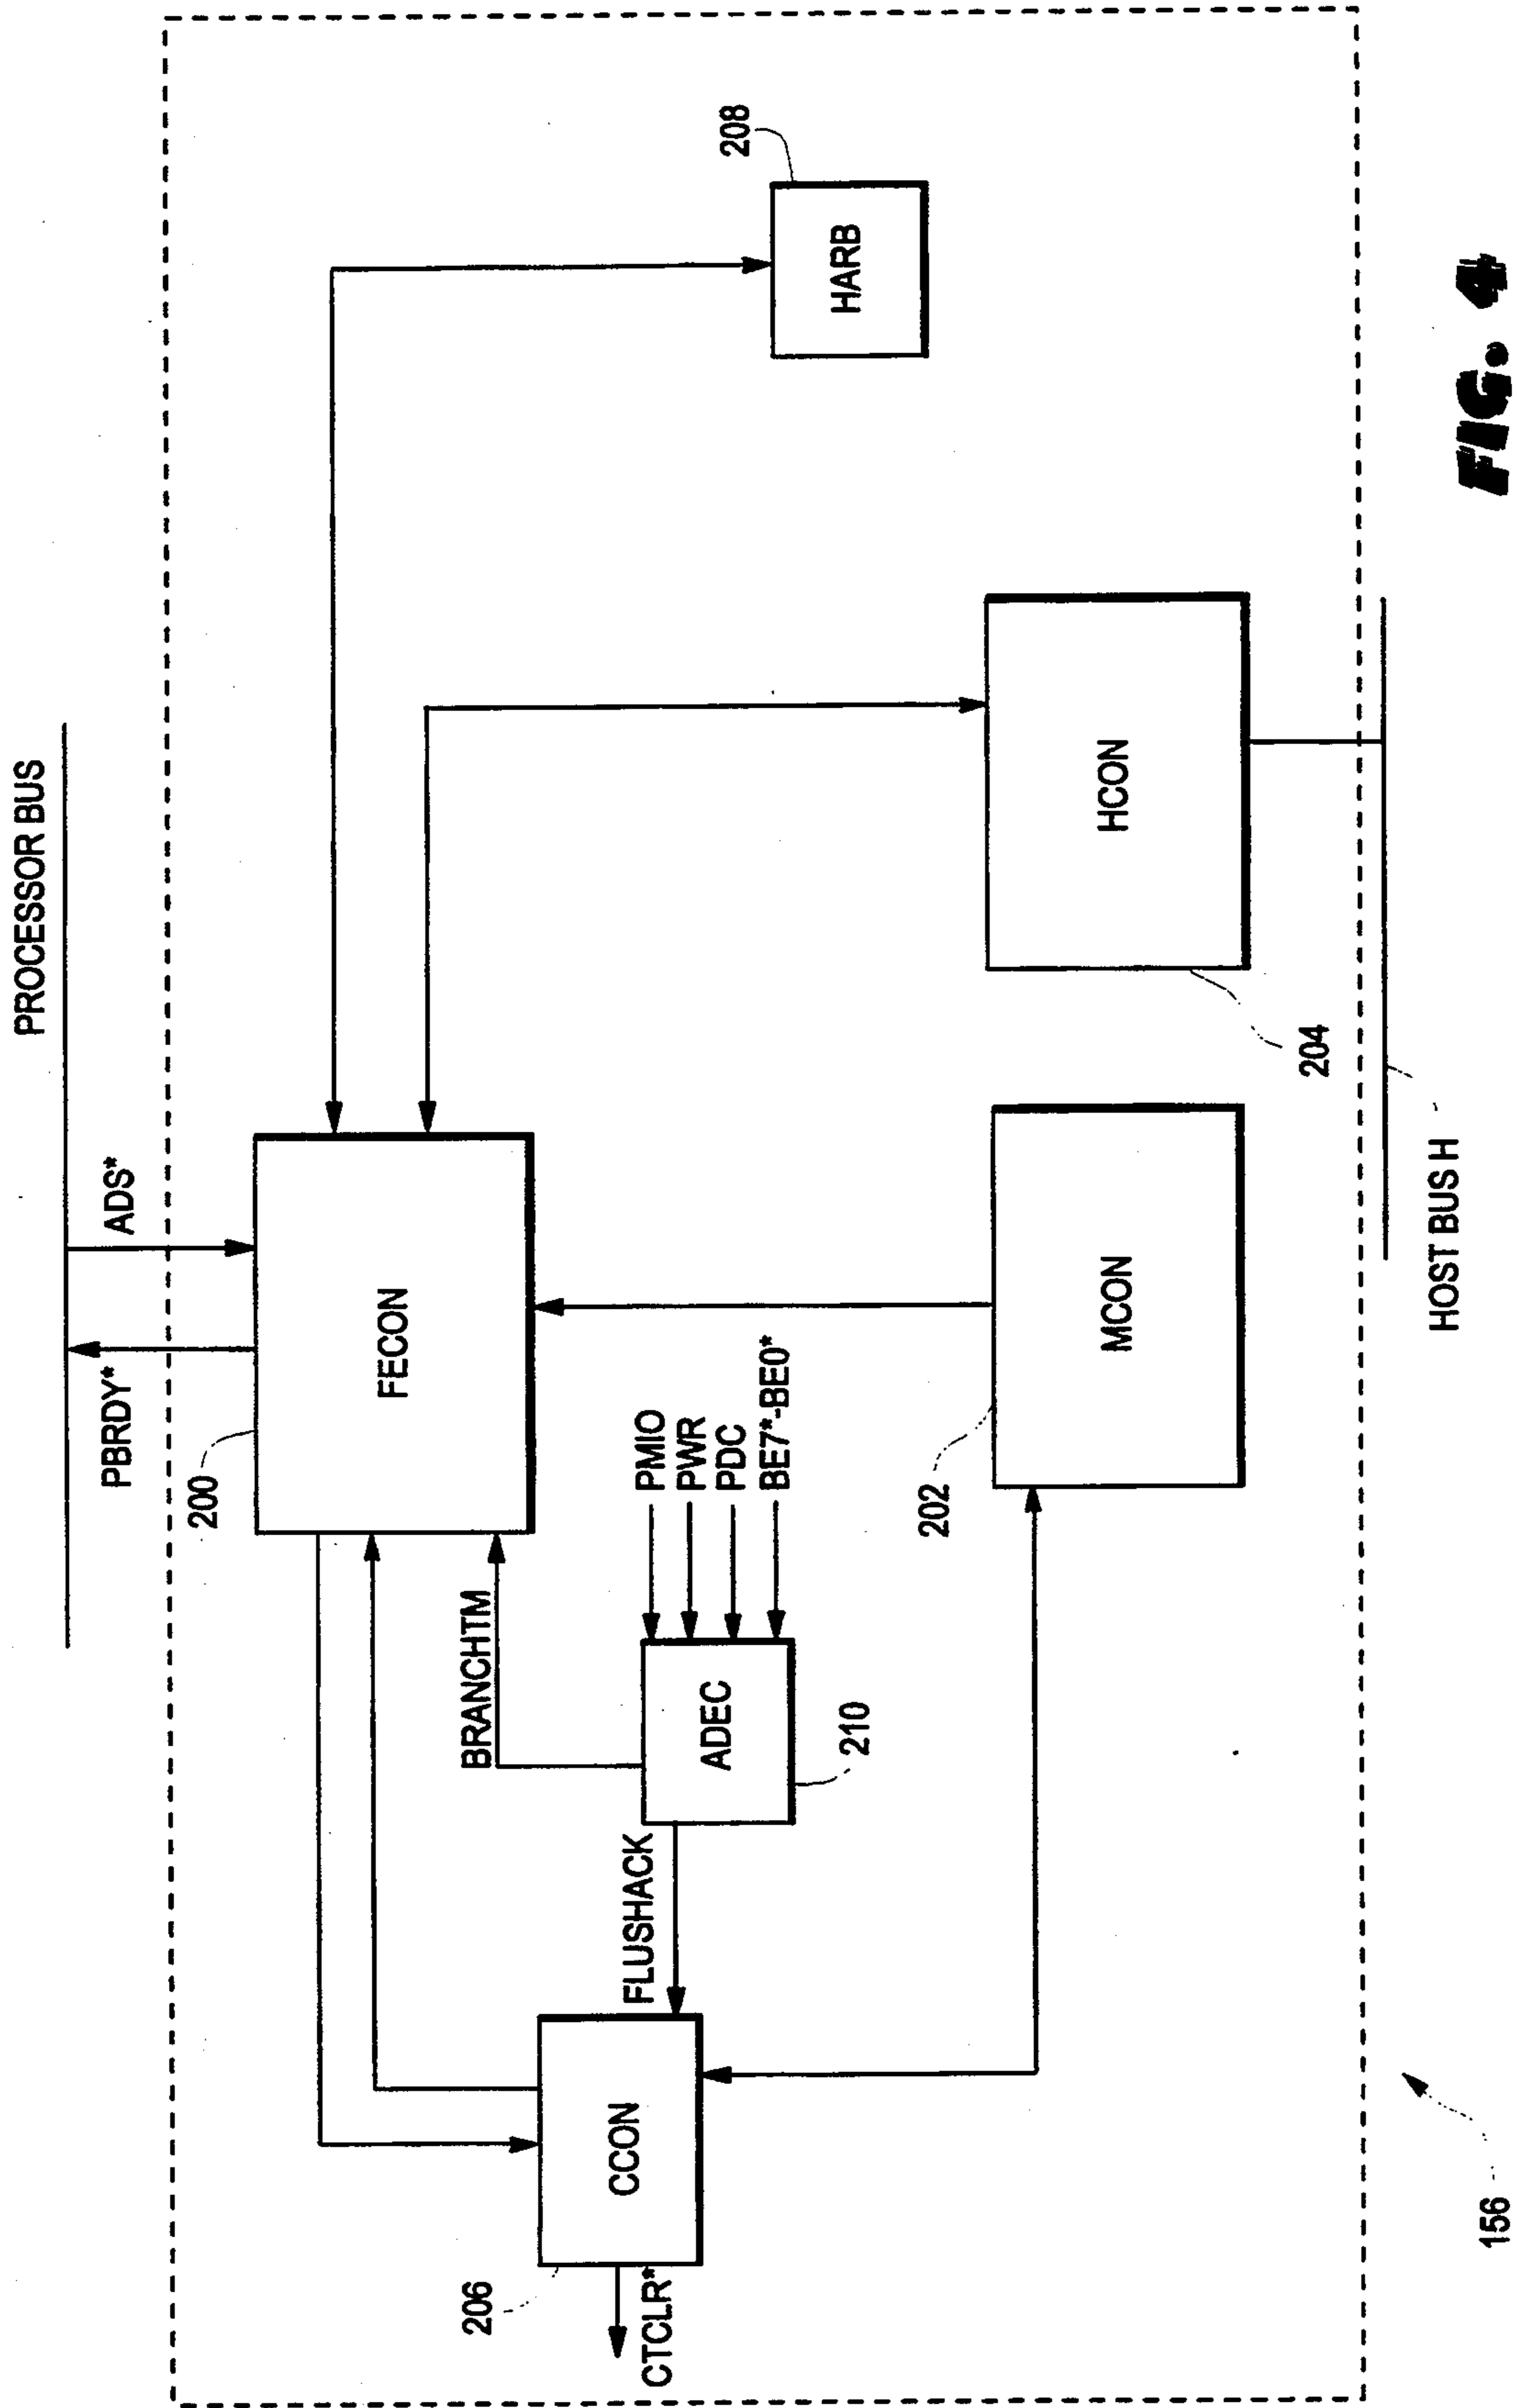 PROCESSOR BUS
PBRDY*
ADS*
200
FECON
208
HARB
BRANCHTM
PMIO
PWR
PDC
BE7*-BE0*
ADEC
210
FLUSHACK
206
CCON
CTCLR*
202
MCON
204
HCON
HOST BUS H
156
FIG. 4